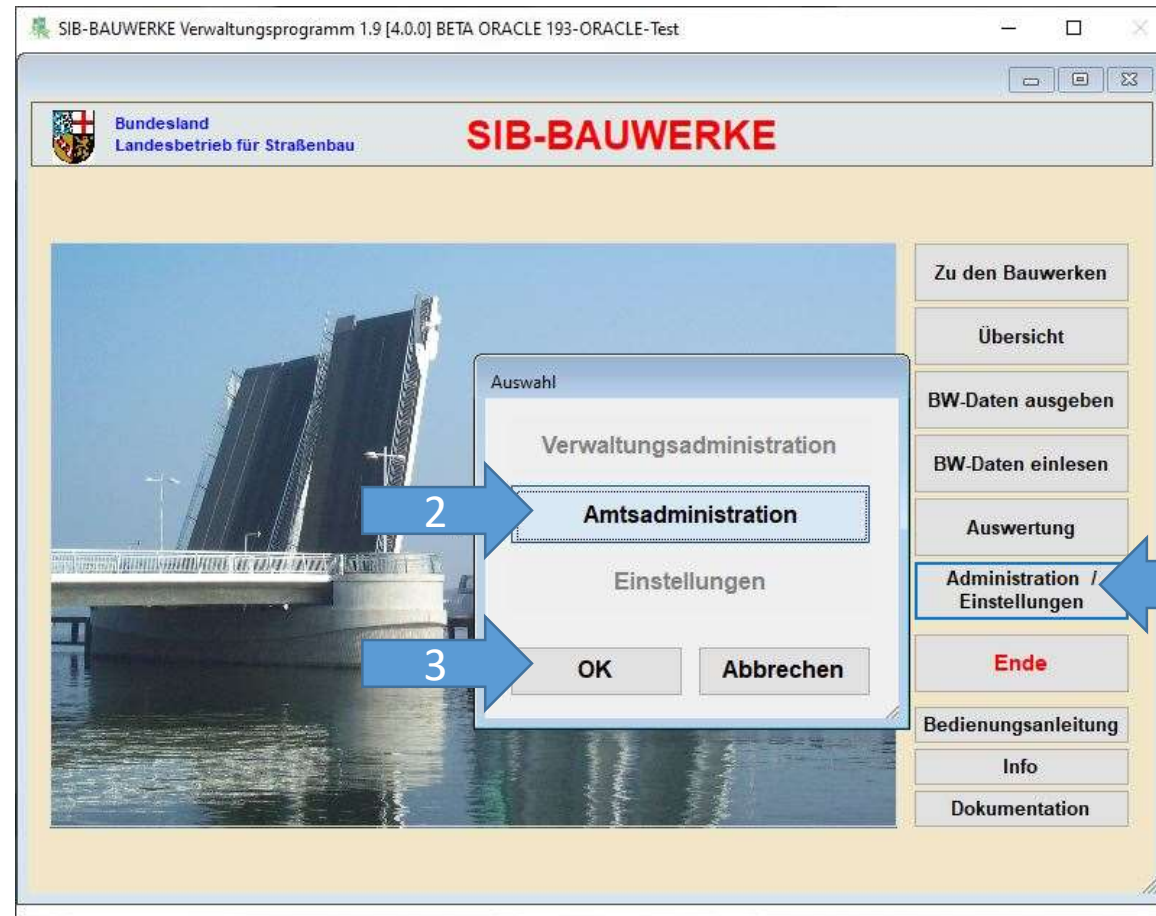 SIB-BAUWERKE Verwaltungsprogramm 1.9 [4.0.0] BETA ORACLE 193-ORACLE-Test
Bundesland
Landesbetrieb für Straßenbau
SIB-BAUWERKE
Zu den Bauwerken
Übersicht
BW-Daten ausgeben
BW-Daten einlesen
Auswertung
Administration /
Einstellungen
Ende
Bedienungsanleitung
Info
Dokumentation
Auswahl
Verwaltungsadministration
2
Amtsadministration
Einstellungen
3
OK
Abbrechen